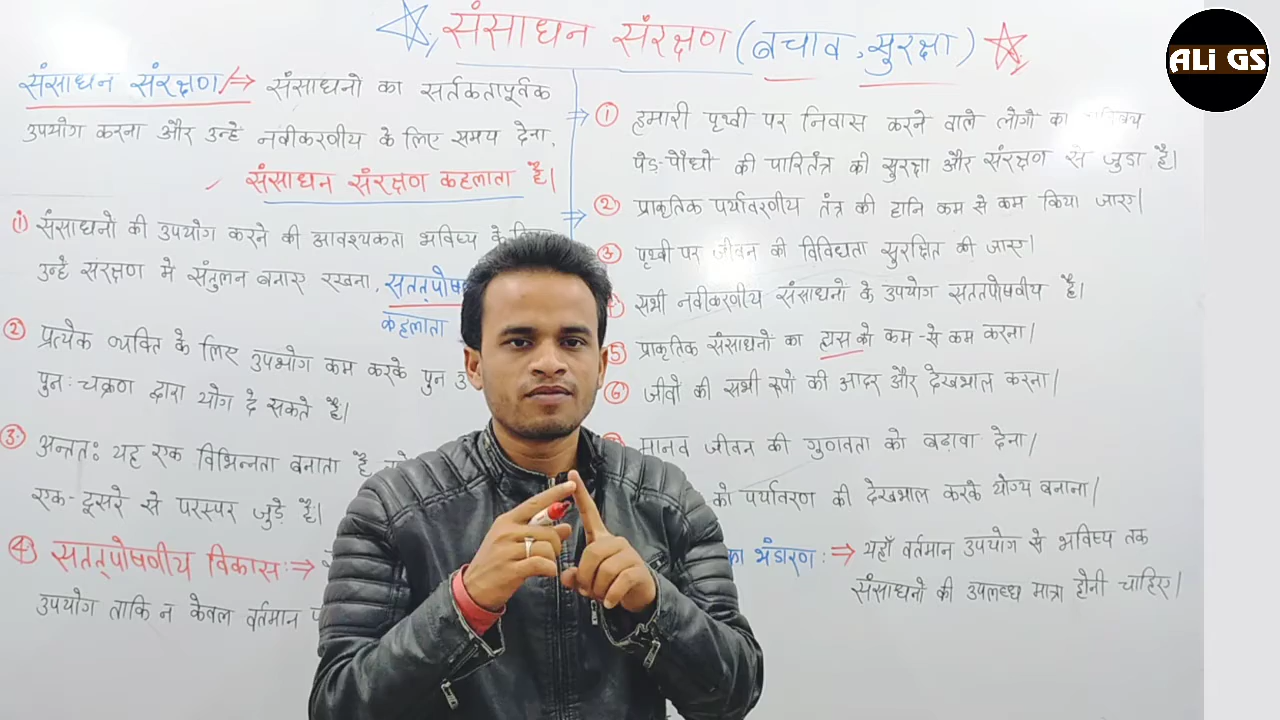 संसाधन संरक्षण (बचाव, सुरक्षा)
ALi GS
संसाधन संरक्षण ⇒ संसाधनों का सर्तकतापूर्वक
उपयोग करना और उन्हे नवीकरणीय के लिए समय देना,
संसाधन संरक्षण कहलाता है।
① संसाधनो की उपयोग करने की आवश्यकता भविष्य के लिए
उन्हे संरक्षण मे संतुलन बनाए रखना, सततपोष
कहलाता
② प्रत्येक व्यक्ति के लिए उपभोग कम करके पुन
पुनःचक्रण द्वारा योग दे सकते है।
③ अन्ततः यह एक विभिन्नता बनाता है
एक-दूसरे से परस्पर जुड़े है।
④ सतत्पोषणीय विकासः⇒
उपयोग ताकि न केवल वर्तमान
⇒ ① हमारी पृथ्वी पर निवास करने वाले लोगों का
पेड़-पौधो की पारितंत्र की सुरक्षा और संरक्षण से जुडा है।
⇒ ② प्राकृतिक पर्यावरणीय तंत्र की हानि कम से कम किया जाए।
③ पृथ्वी पर जीवन की विविधता सुरक्षित की जाए।
सभी नवीकरणीय संसाधनो के उपयोग सततपोषणीय है।
⑤ प्राकृतिक संसाधनों का ह्रास को कम-से कम करना।
⑥ जीवों की सभी रूपो की आदर और देखभाल करना।
मानव जीवन की गुणवता को बढ़ावा देना।
को पर्यावरण की देखभाल करके योग्य बनाना।
का भंडारणः⇒ यहाँ वर्तमान उपयोग से भविष्य तक
संसाधनो की उपलब्ध मात्रा होनी चाहिए।